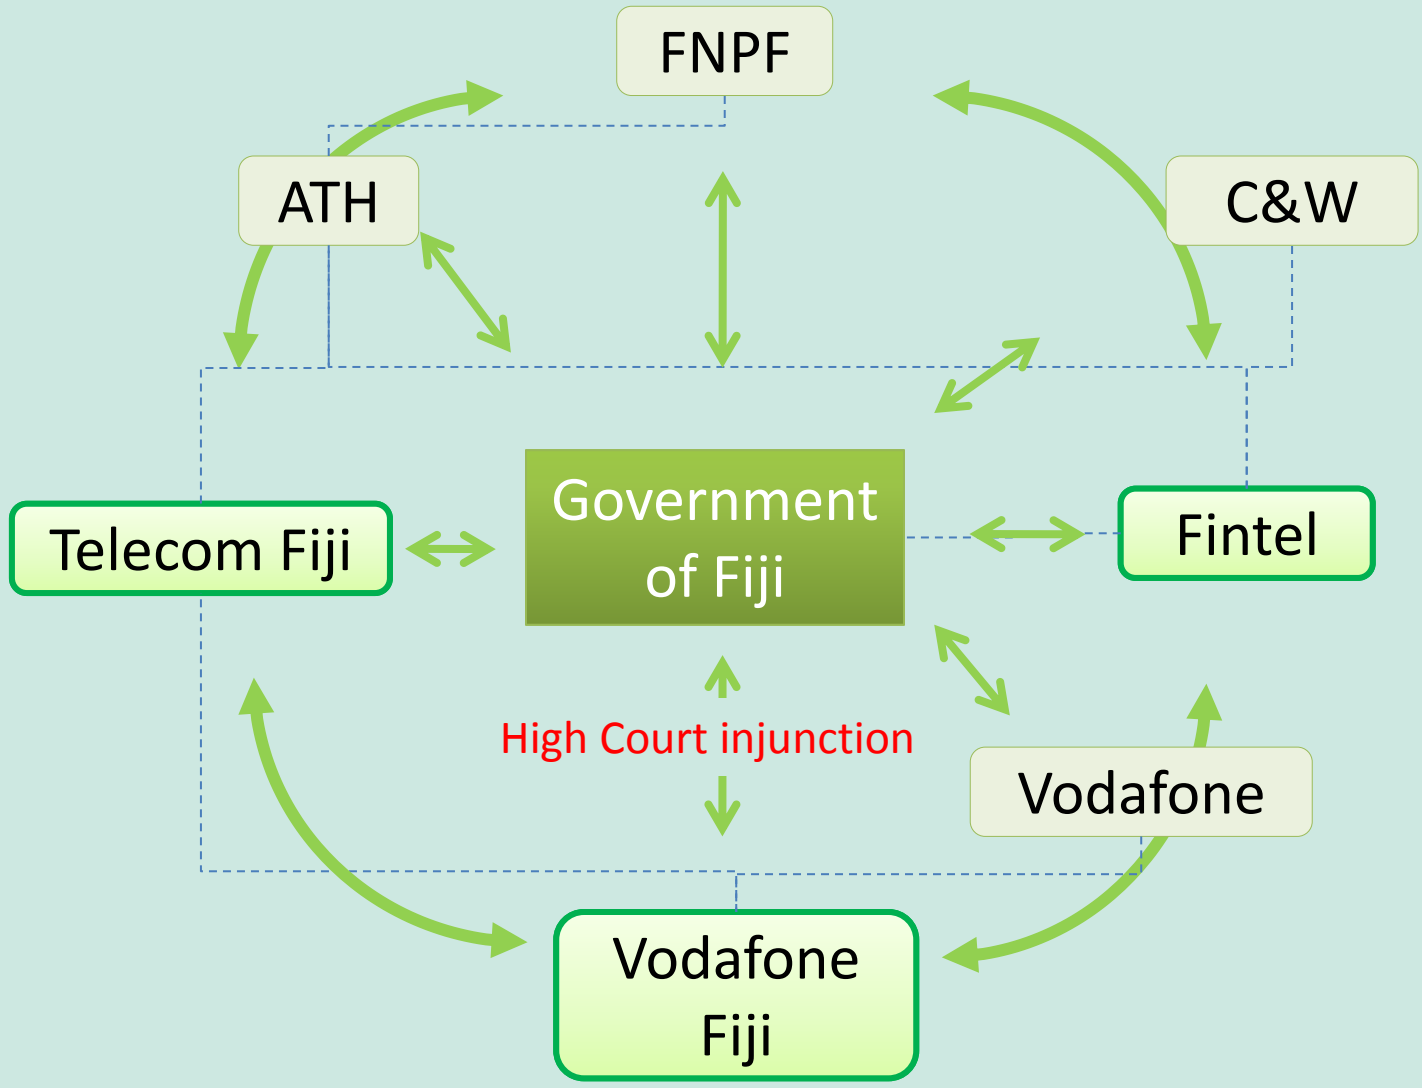 FNPF
ATH
C&W
Government
of Fiji
Telecom Fiji
Fintel
High Court injunction
Vodafone
Vodafone
Fiji